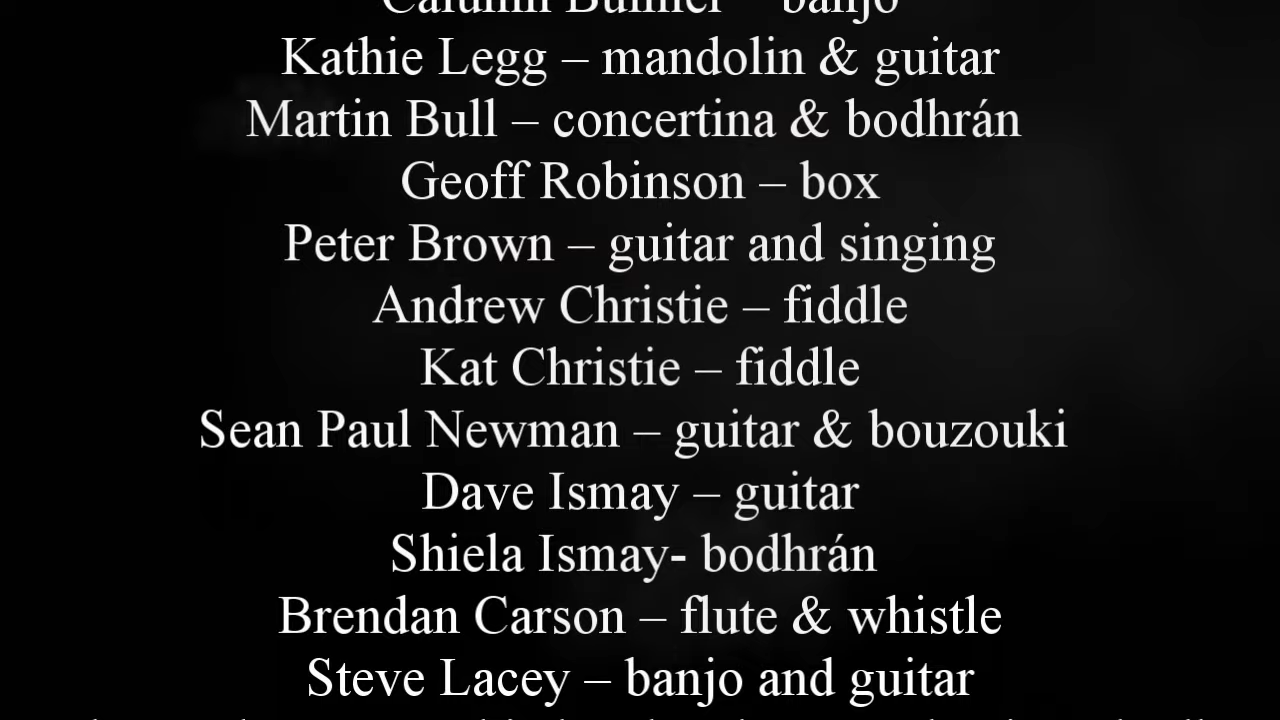 banjo
Kathie Legg – mandolin & guitar
Martin Bull – concertina & bodhrán
Geoff Robinson – box
Peter Brown – guitar and singing
Andrew Christie – fiddle
Kat Christie – fiddle
Sean Paul Newman – guitar & bouzouki
Dave Ismay – guitar
Shiela Ismay- bodhrán
Brendan Carson – flute & whistle
Steve Lacey – banjo and guitar